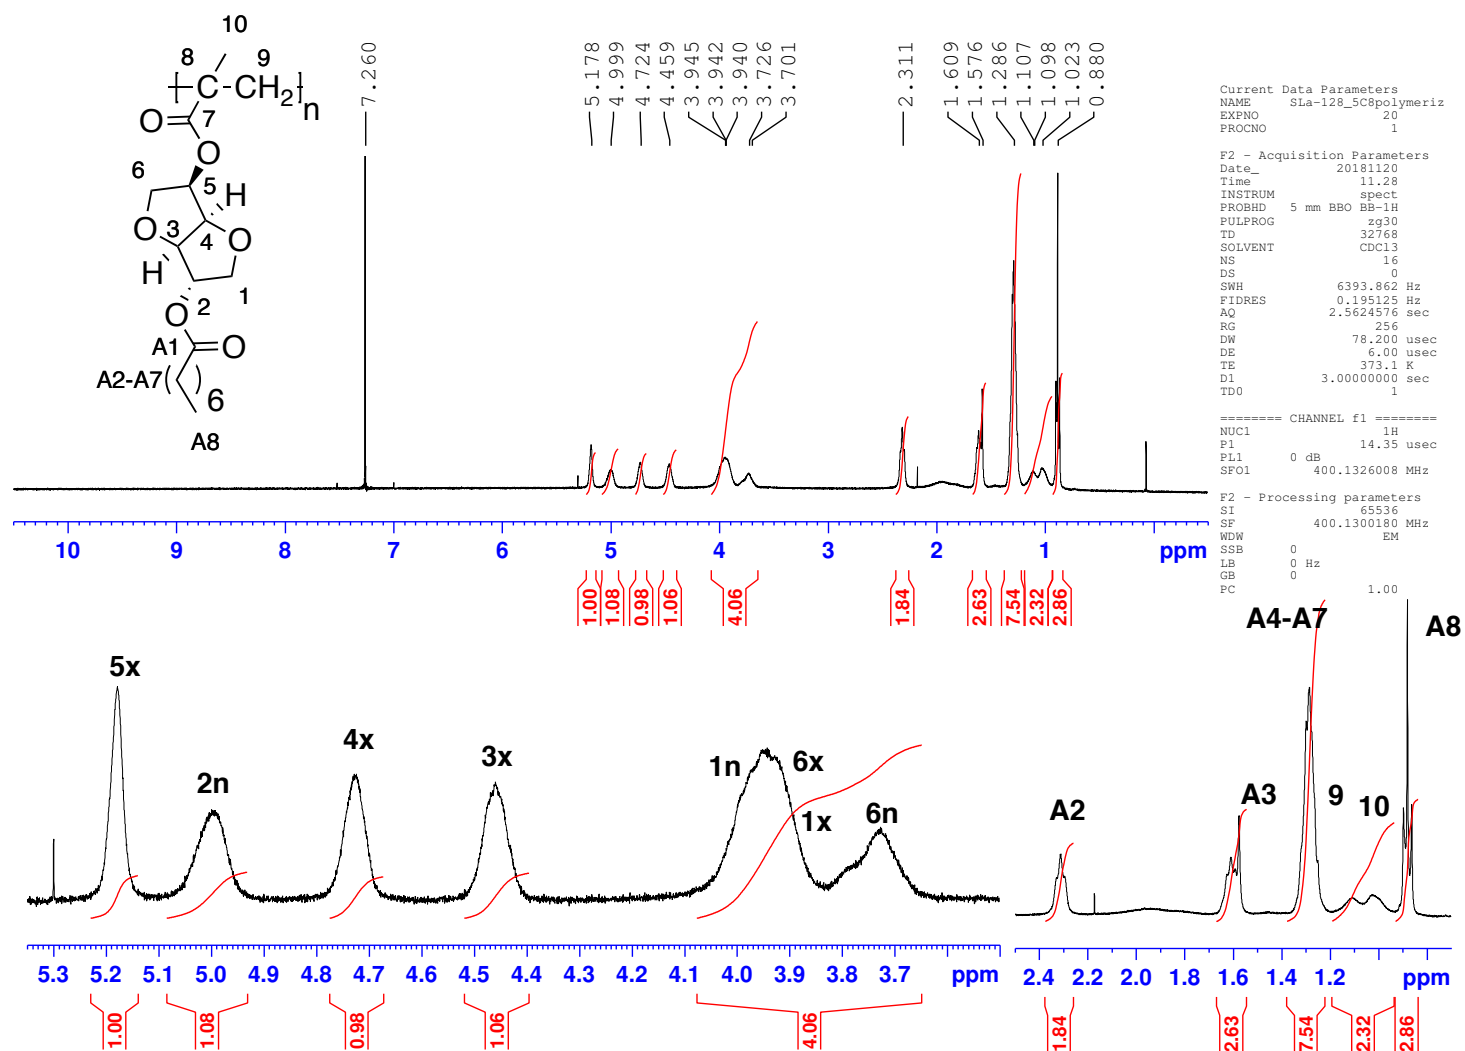 10
8
9
C
CH2
n
7
O
O
6
5
H
O
3
4
O
H
1
2
O
A1
O
A2-A7
6
A8
7.260
5.178
4.999
4.724
4.459
3.945
3.942
3.940
3.726
3.701
2.311
1.609
1.576
1.286
1.107
1.098
1.023
0.880
10 9 8 7 6 5 4 3 2 1 ppm
1.00
1.08
0.98
1.06
4.06
1.84
2.63
7.54
2.32
2.86
Current Data Parameters
NAME SLa-128_5C8polymeriz
EXPNO 20
PROCNO 1
F2 - Acquisition Parameters
Date_ 20181120
Time 11.28
INSTRUM spect
PROBHD 5 mm BBO BB-1H
PULPROG zg30
TD 32768
SOLVENT CDCl3
NS 16
DS 0
SWH 6393.862 Hz
FIDRES 0.195125 Hz
AQ 2.5624576 sec
RG 256
DW 78.200 usec
DE 6.00 usec
TE 373.1 K
D1 3.00000000 sec
TD0 1
======== CHANNEL f1 ========
NUC1 1H
P1 14.35 usec
PL1 0 dB
SFO1 400.1326008 MHz
F2 - Processing parameters
SI 65536
SF 400.1300180 MHz
WDW EM
SSB 0
LB 0 Hz
GB 0
PC 1.00
5x
2n
4x
3x
1n
6x
1x
6n
5.3 5.2 5.1 5.0 4.9 4.8 4.7 4.6 4.5 4.4 4.3 4.2 4.1 4.0 3.9 3.8 3.7 ppm
1.00
1.08
0.98
1.06
4.06
A2
A3
A4-A7
9
10
A8
2.4 2.2 2.0 1.8 1.6 1.4 1.2 ppm
1.84
2.63
7.54
2.32
2.86